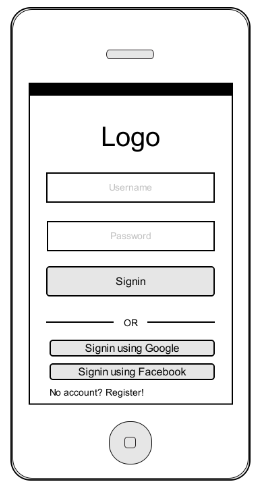 Logo
Username
Password
Signin
OR
Signin using Google
Signin using Facebook
No account? Register!